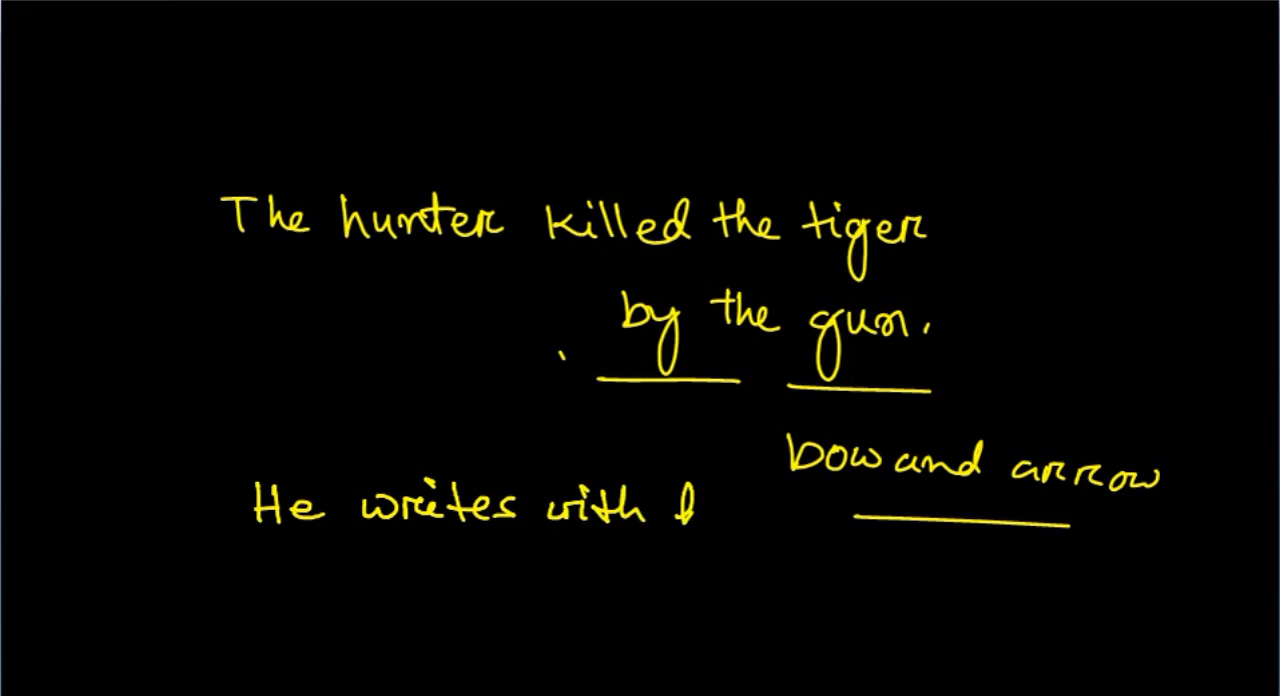 The hunter killed the tiger
by the gun.
bow and arrow
He writes with